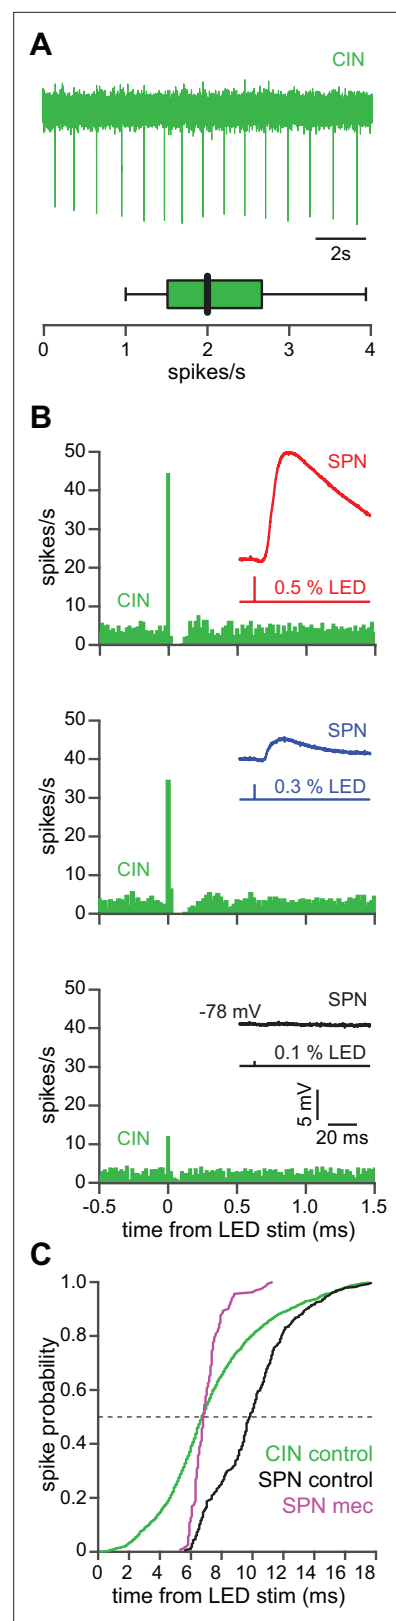 A
CIN
2s
0 1 2 3 4
spikes/s
B
50
40
30
20
10
0
spikes/s
SPN
CIN
0.5 % LED
50
40
30
20
10
0
spikes/s
SPN
0.3 % LED
CIN
50
40
30
20
10
0
spikes/s
SPN
-78 mV
0.1 % LED
5 mV
20 ms
CIN
-0.5 0 0.5 1.0 1.5
time from LED stim (ms)
C
1.0
0.8
0.6
0.4
0.2
0
spike probability
CIN control
SPN control
SPN mec
0 2 4 6 8 10 12 14 16 18
time from LED stim (ms)